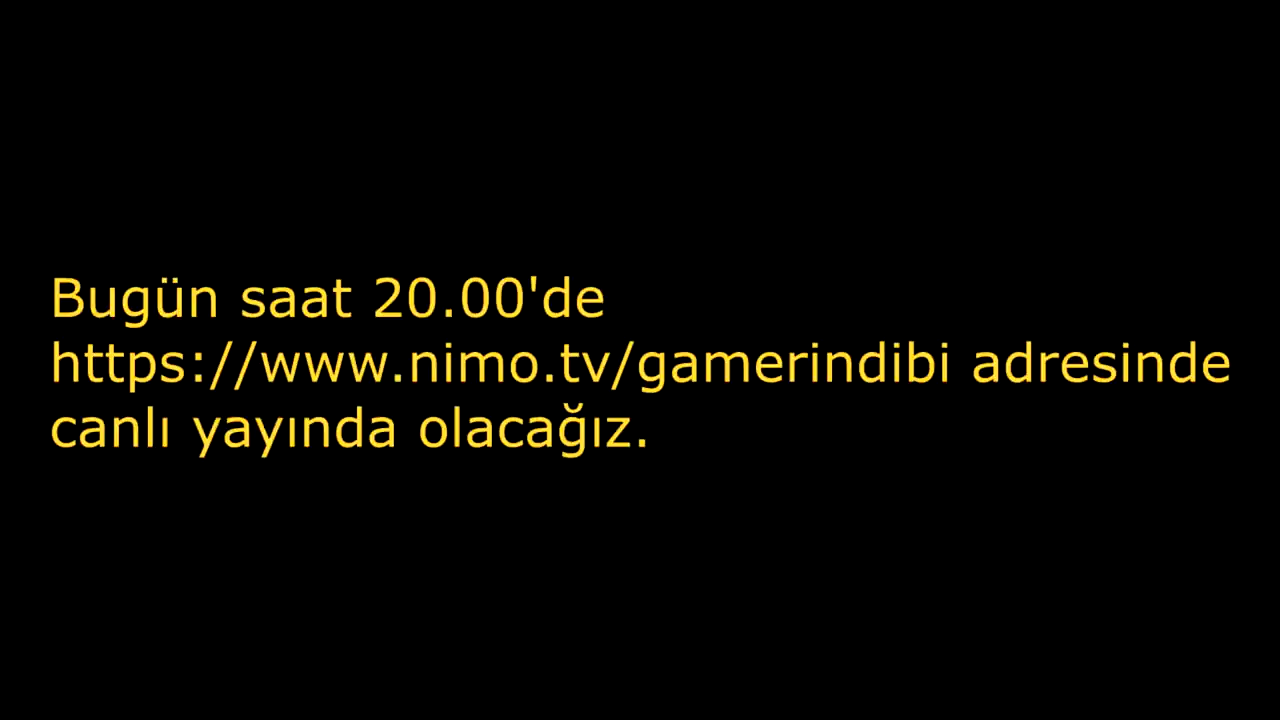 Bugün saat 20.00'de
https://www.nimo.tv/gamerindibi adresinde
canlı yayında olacağız.